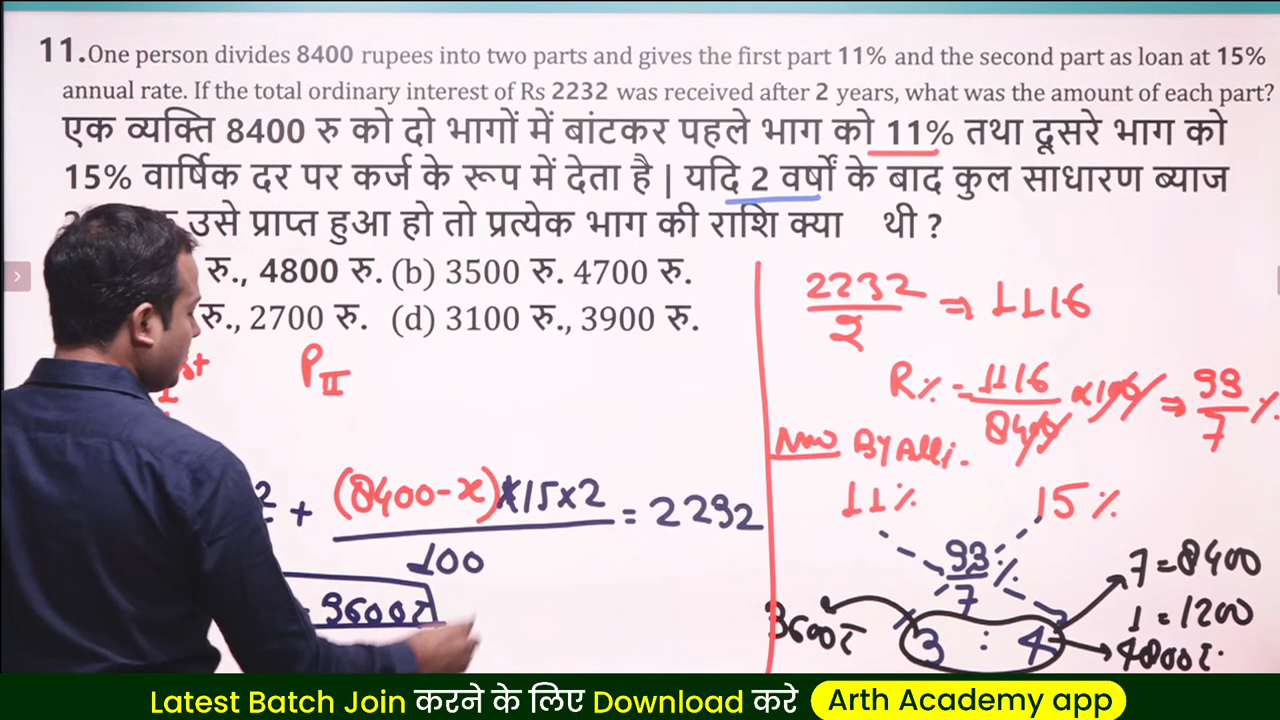 11.One person divides 8400 rupees into two parts and gives the first part 11% and the second part as loan at 15%
annual rate. If the total ordinary interest of Rs 2232 was received after 2 years, what was the amount of each part?
एक व्यक्ति 8400 रु को दो भागों में बांटकर पहले भाग को 11% तथा दूसरे भाग को
15% वार्षिक दर पर कर्ज के रूप में देता है | यदि 2 वर्षों के बाद कुल साधारण ब्याज
उसे प्राप्त हुआ हो तो प्रत्येक भाग की राशि क्या थी ?
रु., 4800 रु. (b) 3500 रु. 4700 रु.
रु., 2700 रु. (d) 3100 रु., 3900 रु.
P II
2 + (8400-x)×15×2 = 2232
100
3600₹
2232
2
⇒ 1116
R% = 1116/8400 ×100 ⇒ 93/7 %
By Alli.
11% 15%
93/7 %
3 : 4
3600₹
7=8400
1=1200
4800₹.
Latest Batch Join करने के लिए Download करे Arth Academy app